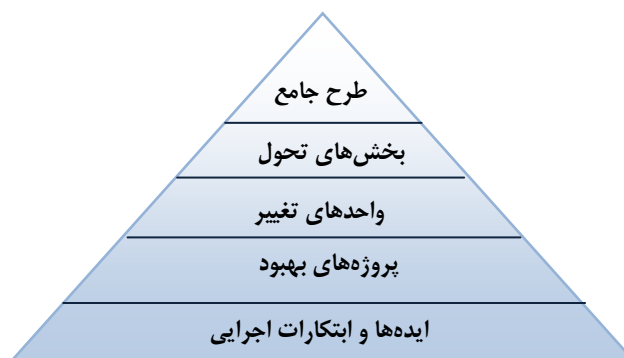 طرح جامع
بخش‌های تحول
واحدهای تغییر
پروژه‌های بهبود
ایده‌ها و ابتکارات اجرایی